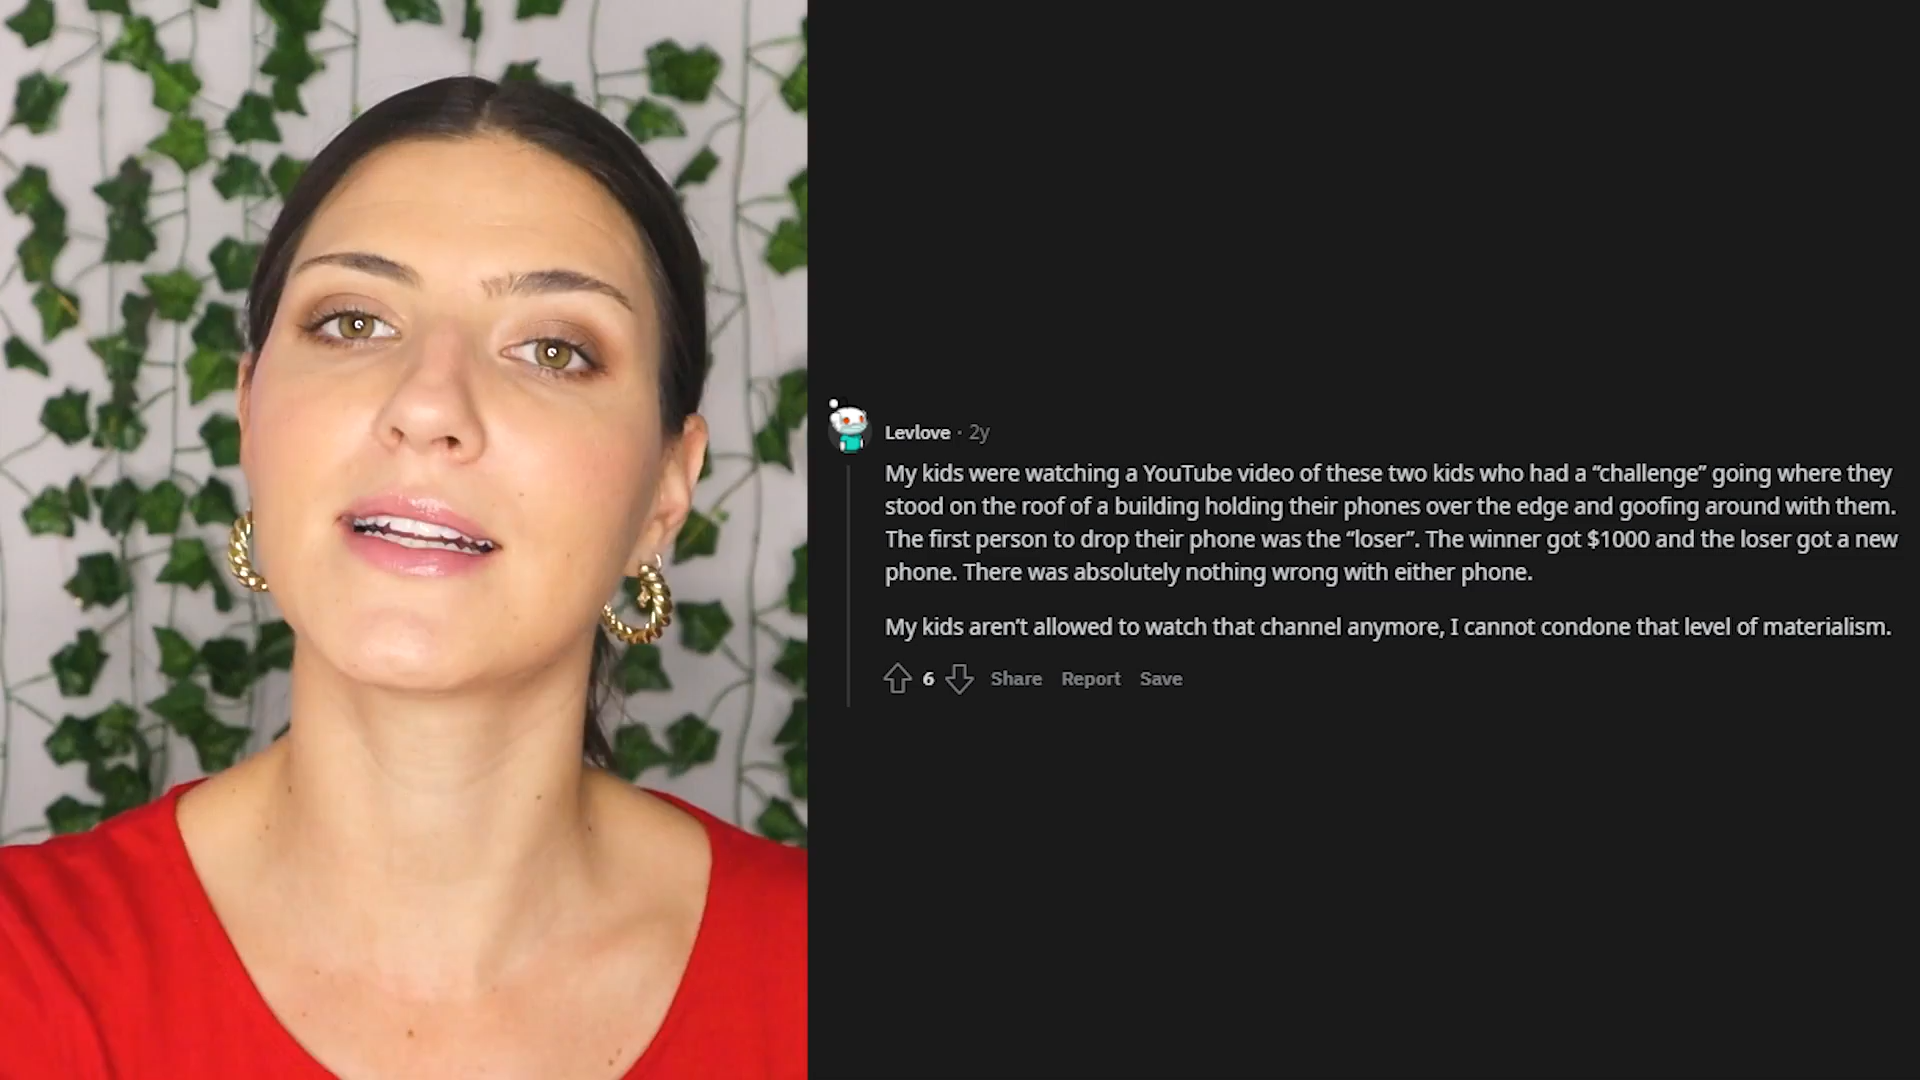 Levlove · 2y
My kids were watching a YouTube video of these two kids who had a “challenge” going where they
stood on the roof of a building holding their phones over the edge and goofing around with them.
The first person to drop their phone was the “loser”. The winner got $1000 and the loser got a new
phone. There was absolutely nothing wrong with either phone.
My kids aren’t allowed to watch that channel anymore, I cannot condone that level of materialism.
6 Share Report Save